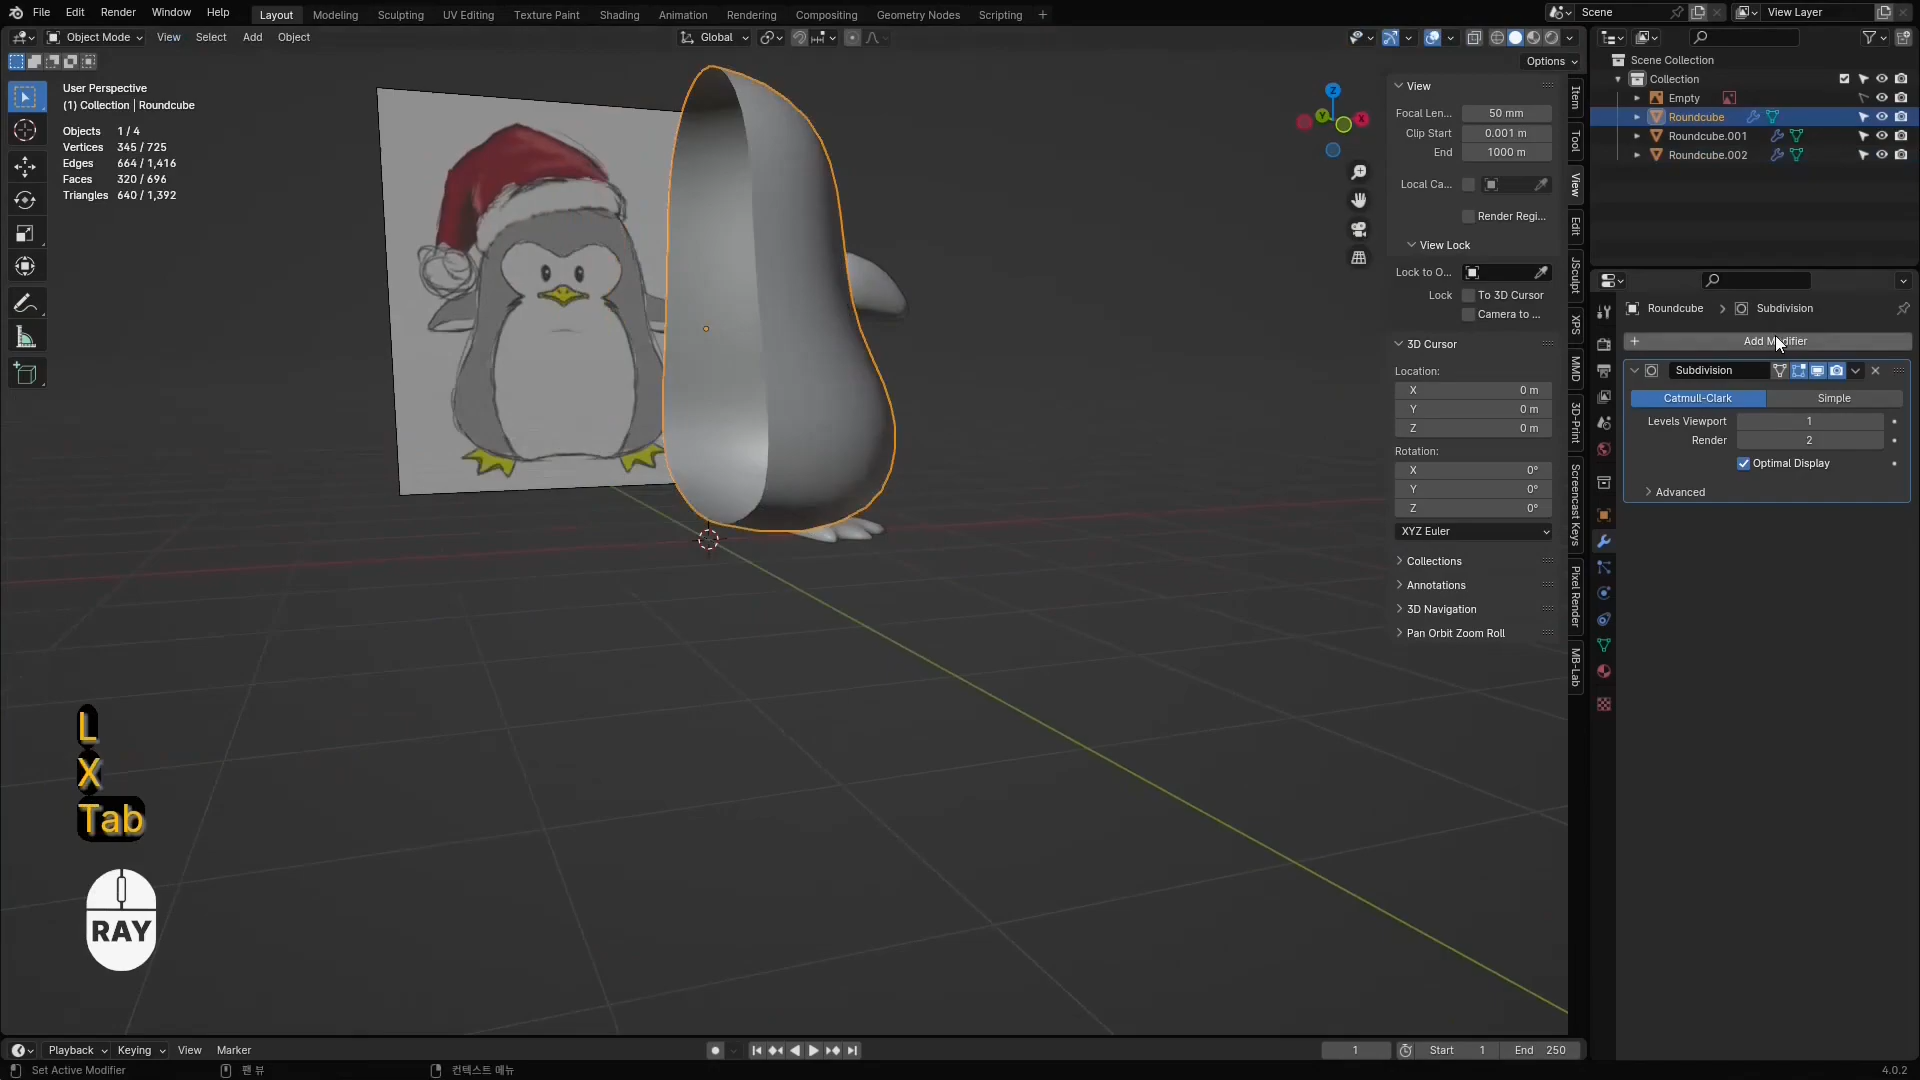 File Edit Render Window Help Layout Modeling Sculpting UV Editing Texture Paint Shading Animation Rendering Compositing Geometry Nodes Scripting + Scene View Layer
Object Mode View Select Add Object Global
Options
User Perspective
(1) Collection | Roundcube
Objects 1 / 4
Vertices 345 / 725
Edges 664 / 1,416
Faces 320 / 696
Triangles 640 / 1,392
Z
Y
X
View
Focal Len... 50 mm
Clip Start 0.001 m
End 1000 m
Local Ca...
Render Regi...
View Lock
Lock to O...
Lock To 3D Cursor
Camera to ...
3D Cursor
Location:
X 0 m
Y 0 m
Z 0 m
Rotation:
X 0°
Y 0°
Z 0°
XYZ Euler
Collections
Annotations
3D Navigation
Pan Orbit Zoom Roll
Item
Tool
View
Edit
JSculpt
XPS
MMD
3D-Print
Screencast Keys
Pixel Render
MB-Lab
Scene Collection
Collection
Empty
Roundcube
Roundcube.001
Roundcube.002
Roundcube Subdivision
Add Modifier
Subdivision
Catmull-Clark Simple
Levels Viewport 1
Render 2
Optimal Display
Advanced
L
X
Tab
RAY
Playback Keying View Marker 1 Start 1 End 250
Set Active Modifier 팬 뷰 컨텍스트 메뉴 4.0.2